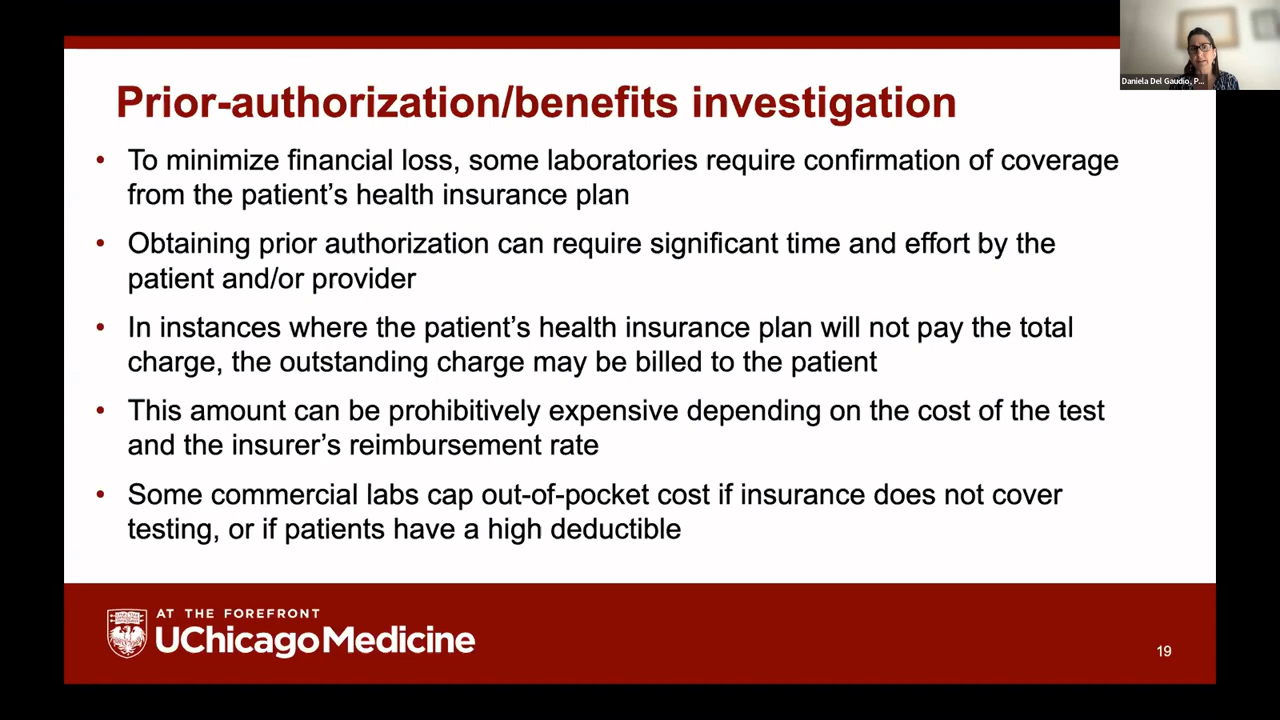 Daniela Del Gaudio, P...
Prior-authorization/benefits investigation
• To minimize financial loss, some laboratories require confirmation of coverage
from the patient's health insurance plan
• Obtaining prior authorization can require significant time and effort by the
patient and/or provider
• In instances where the patient's health insurance plan will not pay the total
charge, the outstanding charge may be billed to the patient
• This amount can be prohibitively expensive depending on the cost of the test
and the insurer's reimbursement rate
• Some commercial labs cap out-of-pocket cost if insurance does not cover
testing, or if patients have a high deductible
AT THE FOREFRONT
UChicagoMedicine
19